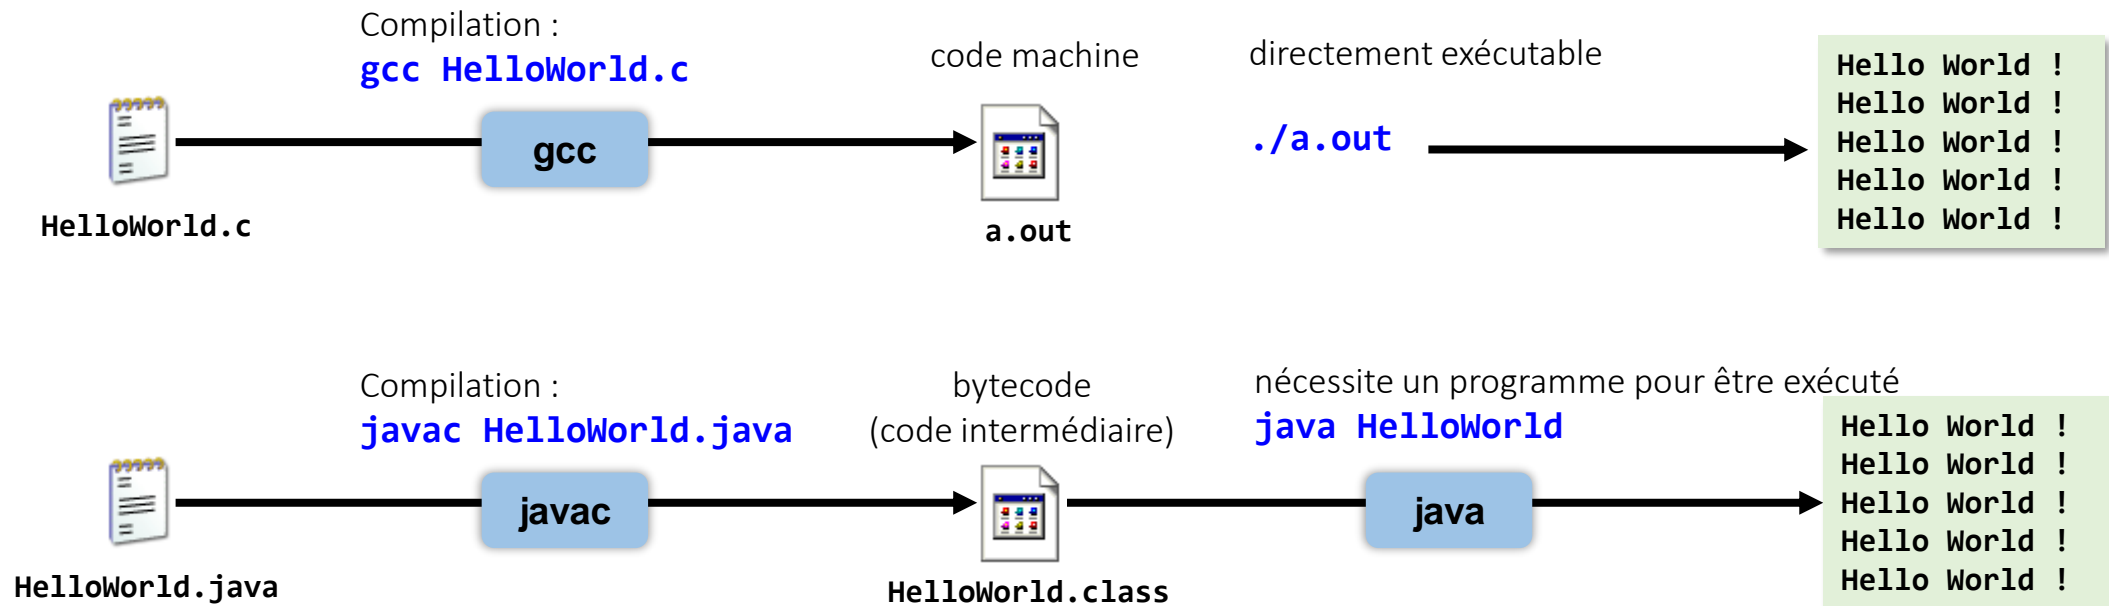 Compilation :
gcc HelloWorld.c
code machine
directement exécutable
gcc
./a.out
HelloWorld.c
a.out
Hello World !
Hello World !
Hello World !
Hello World !
Hello World !
Compilation :
javac HelloWorld.java
bytecode
(code intermédiaire)
nécessite un programme pour être exécuté
java HelloWorld
javac
java
HelloWorld.java
HelloWorld.class
Hello World !
Hello World !
Hello World !
Hello World !
Hello World !